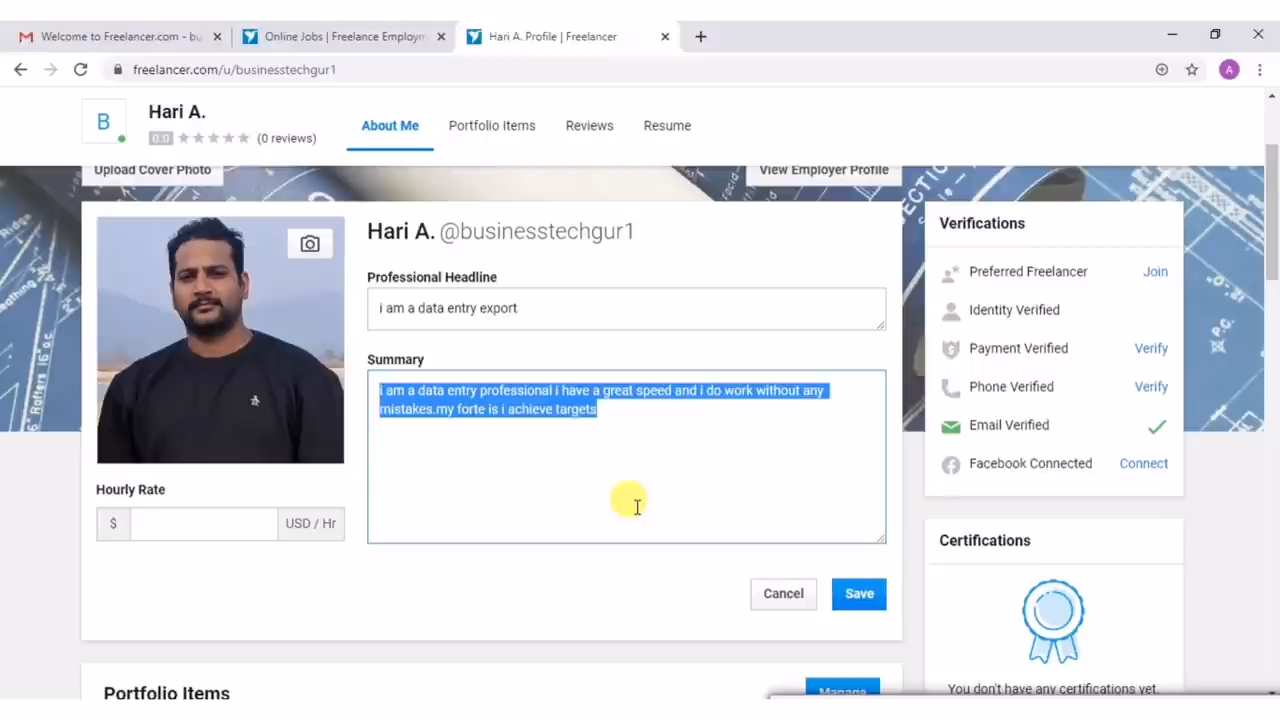 Welcome to Freelancer.com - bu
Online Jobs | Freelance Employm
Hari A. Profile | Freelancer
freelancer.com/u/businesstechgur1
A
B
Hari A.
0.0 (0 reviews)
About Me
Portfolio Items
Reviews
Resume
Upload Cover Photo
View Employer Profile
Hari A. @businesstechgur1
Professional Headline
i am a data entry export
Summary
i am a data entry professional i have a great speed and i do work without any
mistakes.my forte is i achieve targets
Hourly Rate
$ USD / Hr
Cancel
Save
Verifications
Preferred Freelancer Join
Identity Verified
Payment Verified Verify
Phone Verified Verify
Email Verified
Facebook Connected Connect
Certifications
You don't have any certifications yet.
Portfolio Items
Manage